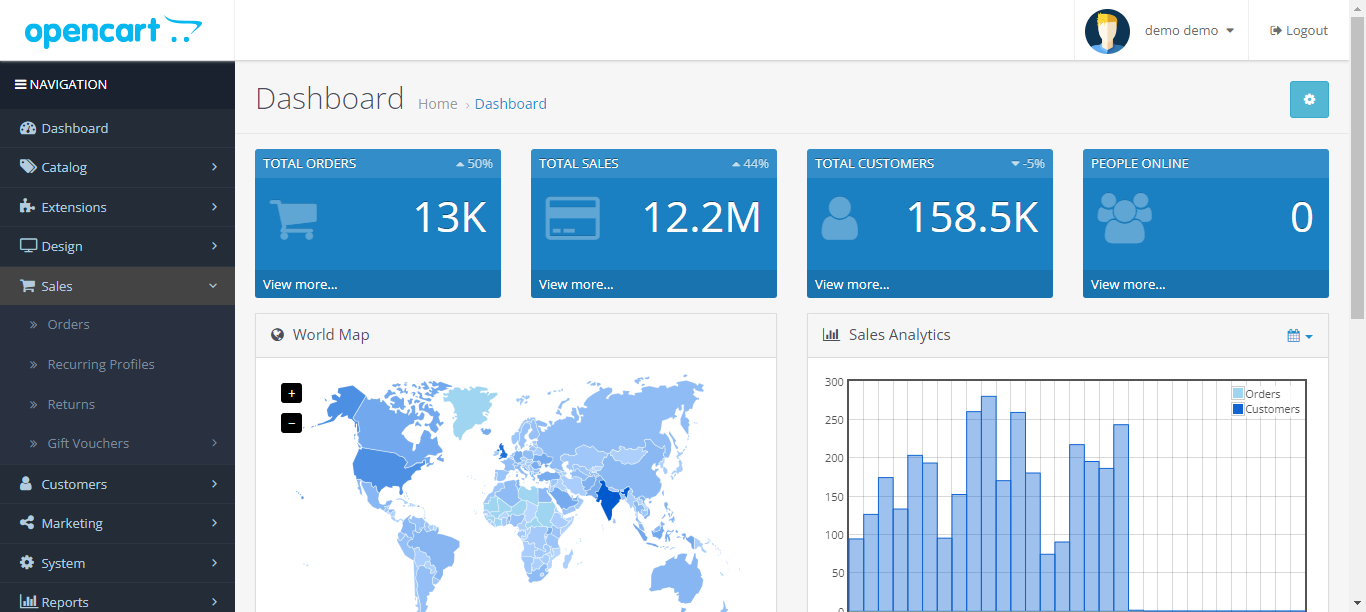 opencart
demo demo
Logout
NAVIGATION
Dashboard
Catalog
Extensions
Design
Sales
» Orders
» Recurring Profiles
» Returns
» Gift Vouchers
Customers
Marketing
System
Reports
Dashboard
Home › Dashboard
TOTAL ORDERS 50%
13K
View more...
TOTAL SALES 44%
12.2M
View more...
TOTAL CUSTOMERS -5%
158.5K
View more...
PEOPLE ONLINE
0
View more...
World Map
+
−
Sales Analytics
300
250
200
150
100
50
0
Orders
Customers